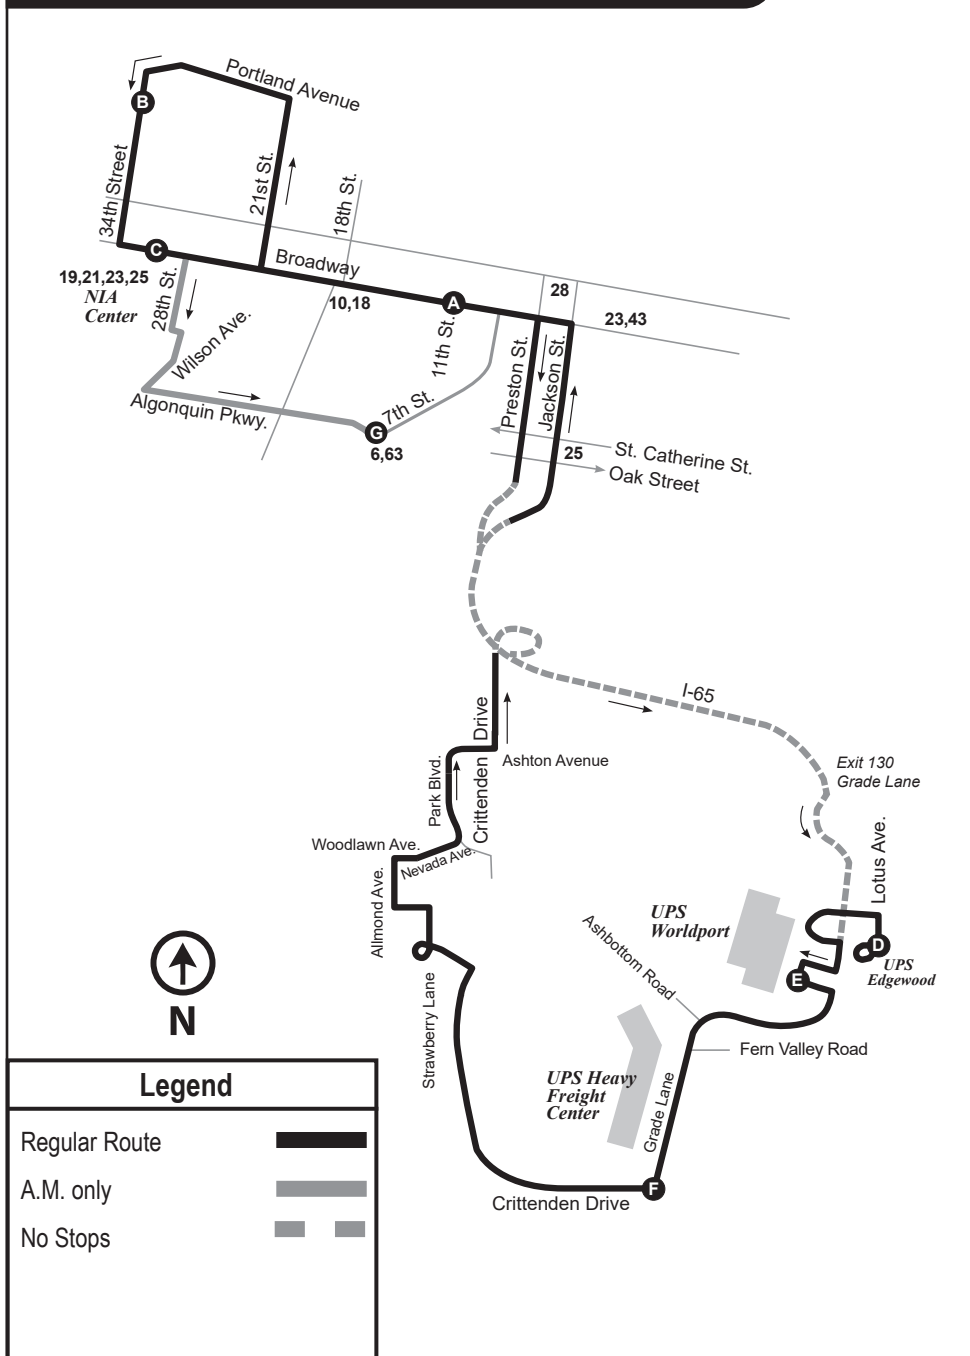 Portland Avenue
B
34th Street
21st St.
18th St.
C
Broadway
19,21,23,25
NIA
Center
28th St.
10,18
A
28
23,43
Wilson Ave.
11th St.
Preston St.
Jackson St.
Algonquin Pkwy.
7th St.
G
6,63
25
St. Catherine St.
Oak Street
I-65
Drive
Crittenden
Ashton Avenue
Park Blvd.
Exit 130
Grade Lane
Woodlawn Ave.
Nevada Ave.
Allmond Ave.
Lotus Ave.
UPS
Worldport
Ashbottom Road
D
UPS
Edgewood
E
N
Strawberry Lane
Fern Valley Road
UPS Heavy
Freight
Center
Grade Lane
F
Crittenden Drive
Legend
Regular Route
A.M. only
No Stops